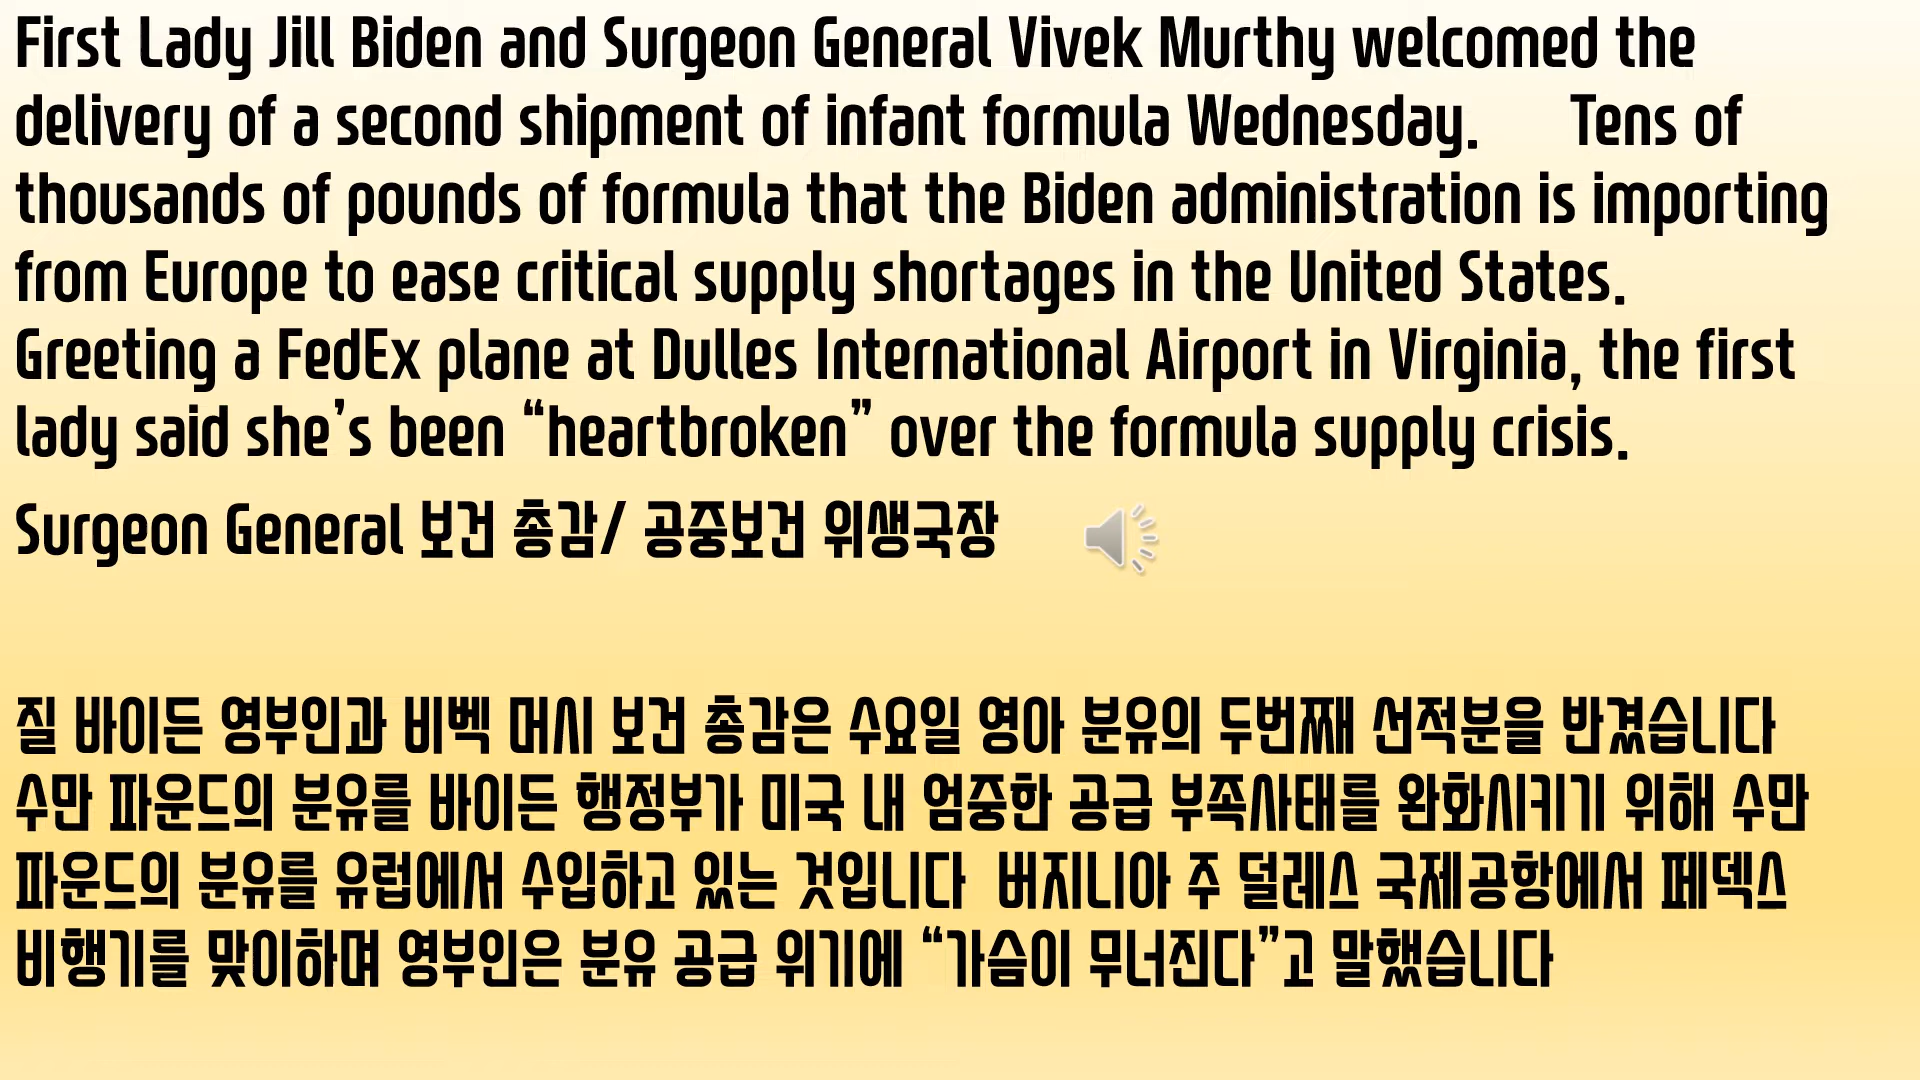 First Lady Jill Biden and Surgeon General Vivek Murthy welcomed the
delivery of a second shipment of infant formula Wednesday. Tens of
thousands of pounds of formula that the Biden administration is importing
from Europe to ease critical supply shortages in the United States.
Greeting a FedEx plane at Dulles International Airport in Virginia, the first
lady said she’s been “heartbroken” over the formula supply crisis.
Surgeon General 보건 총감/ 공중보건 위생국장
질 바이든 영부인과 비벡 머시 보건 총감은 수요일 영아 분유의 두번째 선적분을 반겼습니다
수만 파운드의 분유를 바이든 행정부가 미국 내 엄중한 공급 부족사태를 완화시키기 위해 수만
파운드의 분유를 유럽에서 수입하고 있는 것입니다 버지니아 주 덜레스 국제공항에서 페덱스
비행기를 맞이하며 영부인은 분유 공급 위기에 “가슴이 무너진다”고 말했습니다